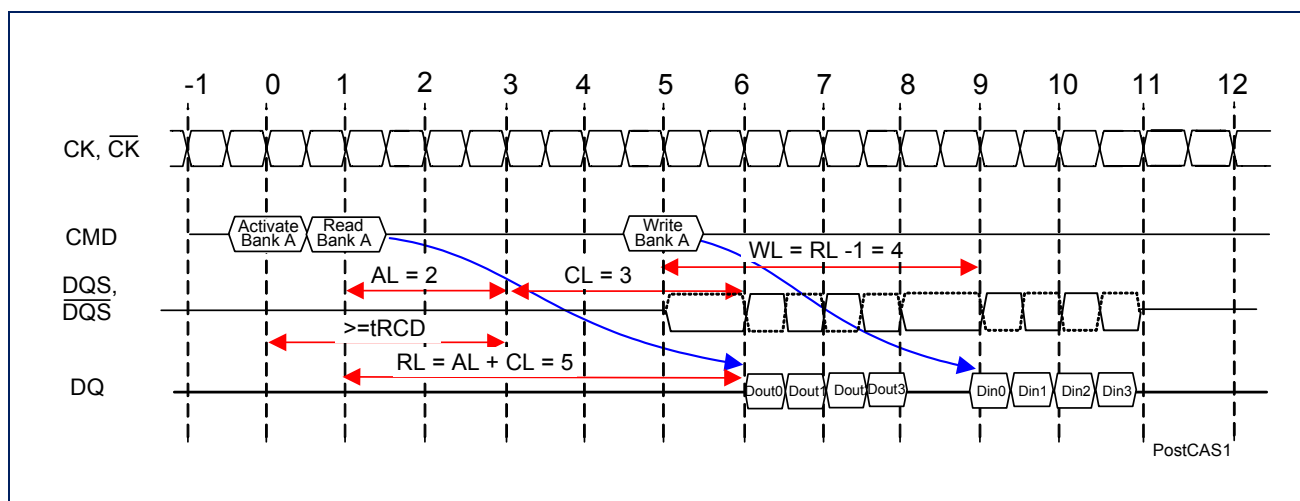 -1 0 1 2 3 4 5 6 7 8 9 10 11 12
CK, CK
CMD
Activate
Bank A
Read
Bank A
Write
Bank A
WL = RL -1 = 4
AL = 2
CL = 3
DQS,
DQS
>=tRCD
RL = AL + CL = 5
DQ
Dout0 Dout1 Dout Dout3 Din0 Din1 Din2 Din3
PostCAS1